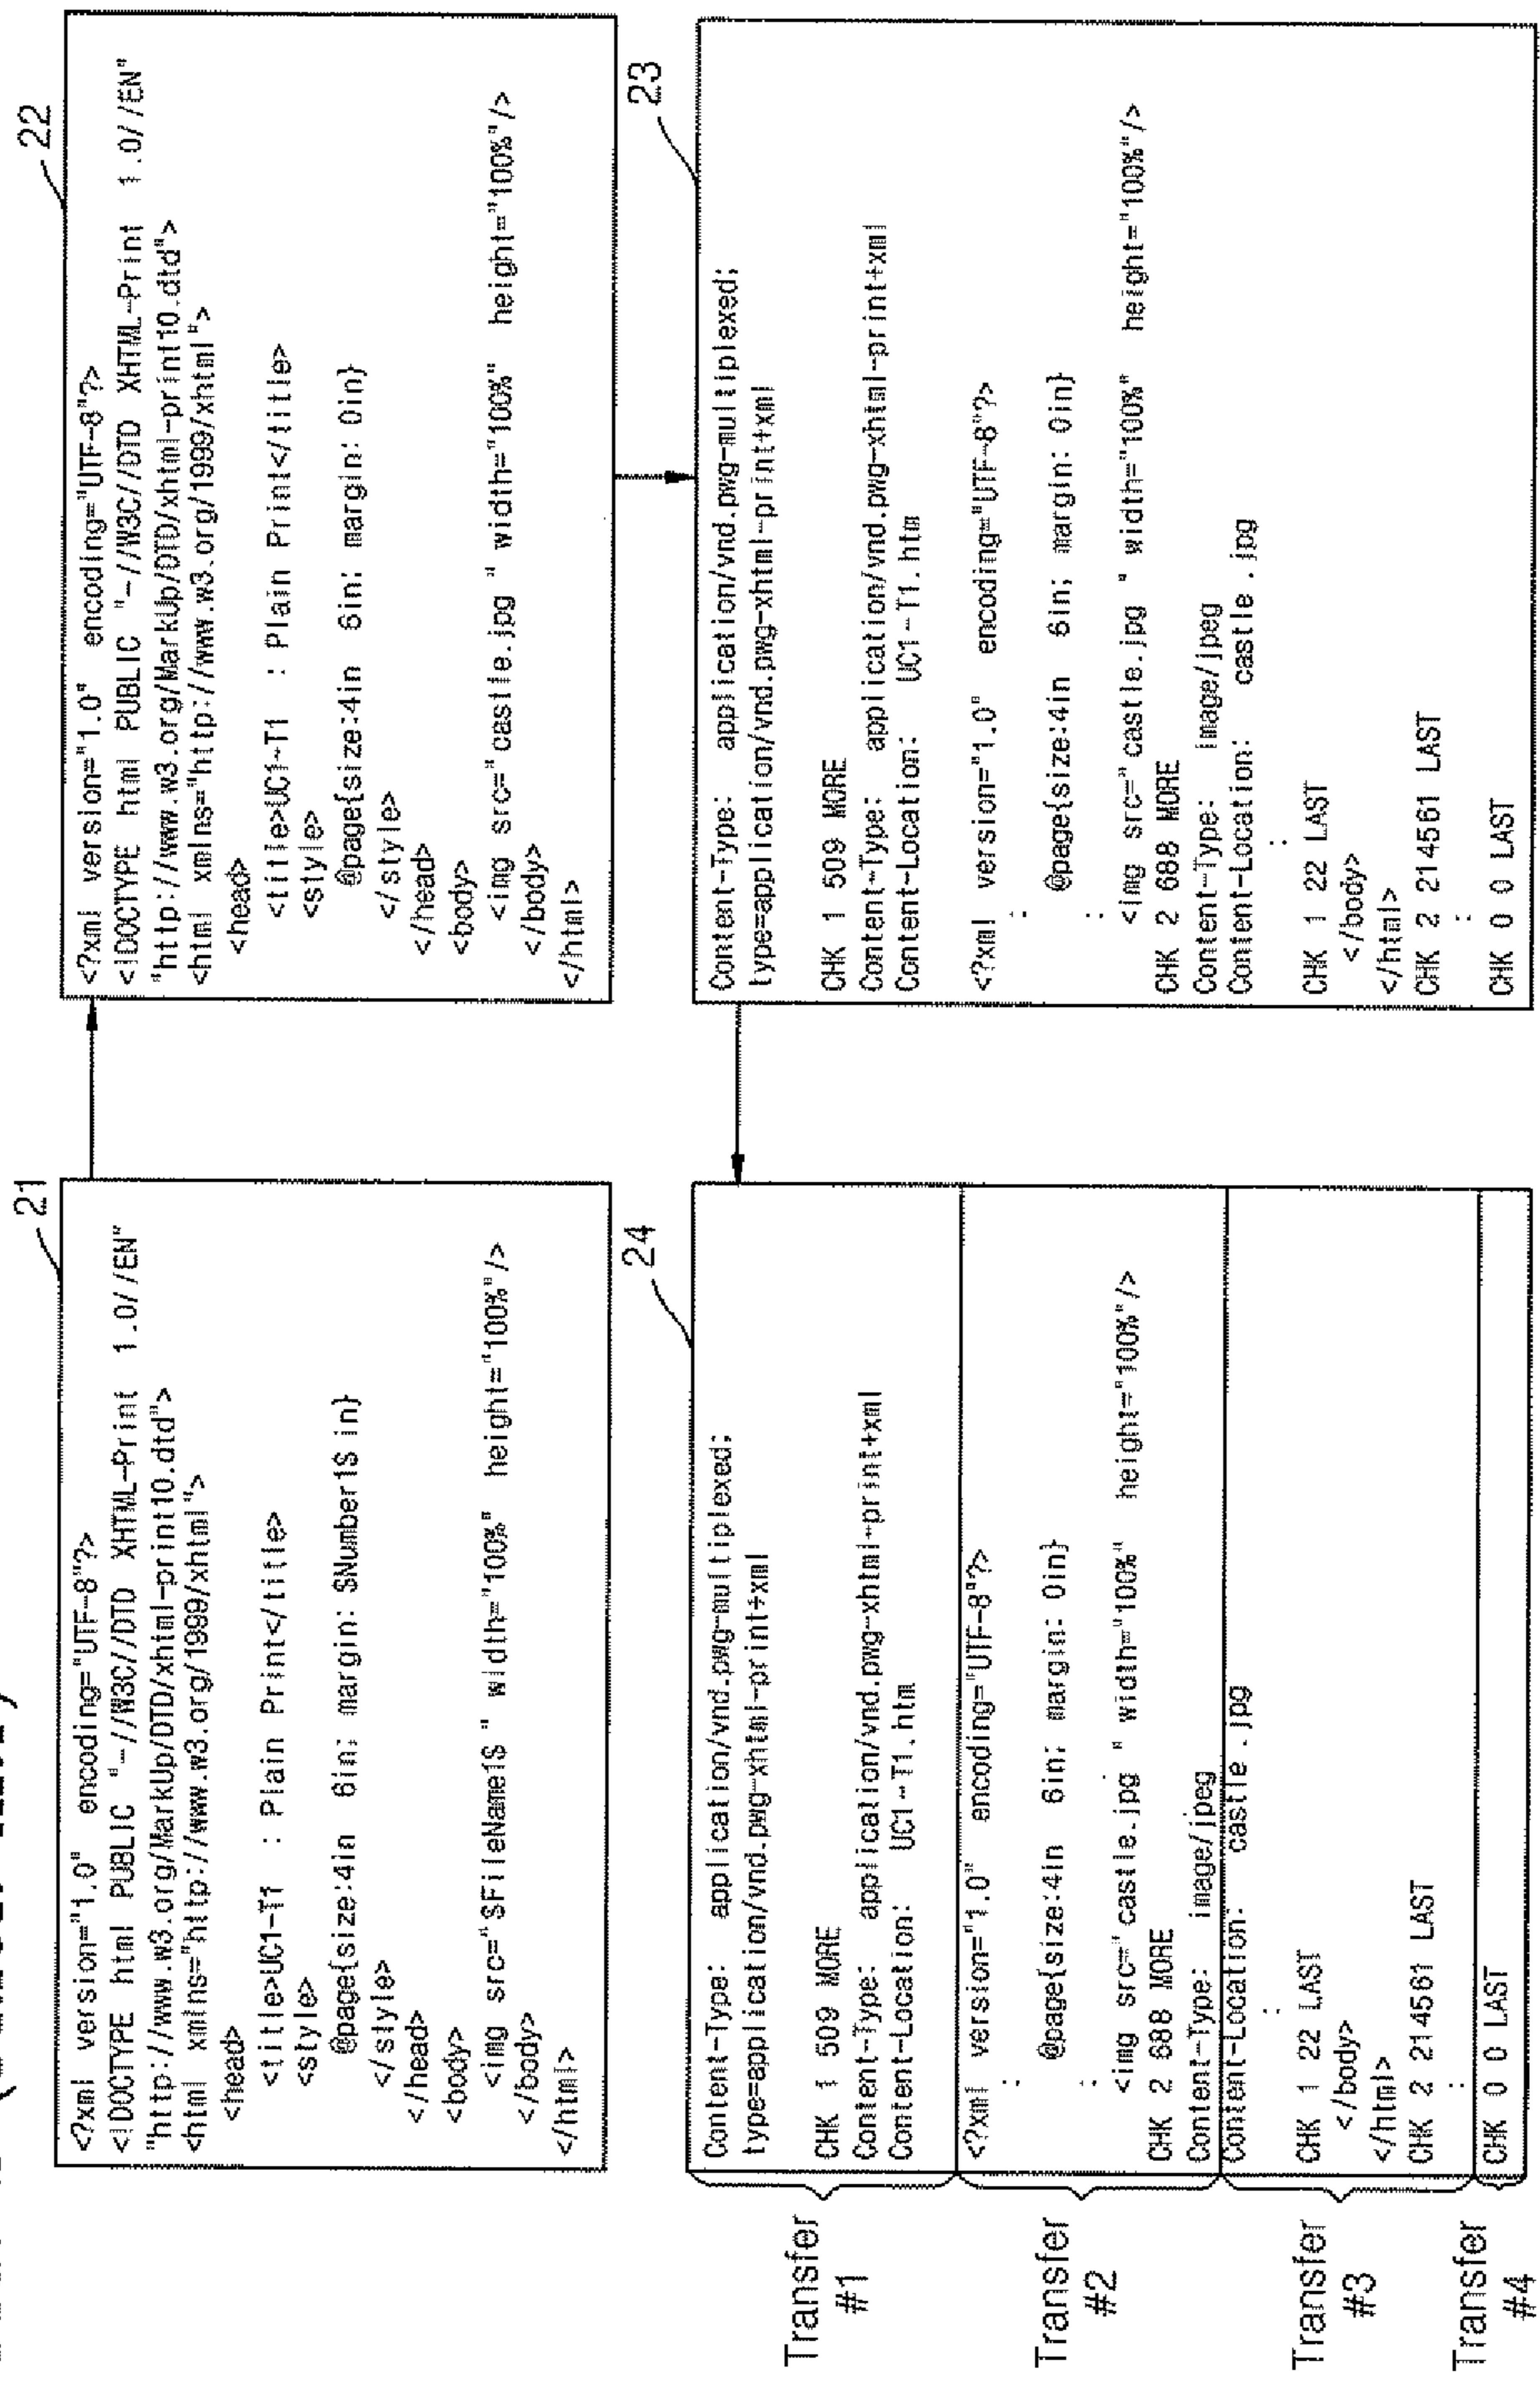 21
<?xml version="1.0" encoding="UTF-8"?>
<!DOCTYPE html PUBLIC "-//W3C//DTD XHTML-Print 1.0//EN"
"http://www.w3.org/MarkUp/DTD/xhtml-print10.dtd">
<html xmlns="http://www.w3.org/1999/xhtml">
<head>
<title>UC1-T1 : Plain Print</title>
<style>
@page{size:4in 6in; margin: $Number1$ in}
</style>
</head>
<body>
<img src="$FileName1$ " width="100%" height="100%"/>
</body>
</html>
22
<?xml version="1.0" encoding="UTF-8"?>
<!DOCTYPE html PUBLIC "-//W3C//DTD XHTML-Print 1.0//EN"
"http://www.w3.org/MarkUp/DTD/xhtml-print10.dtd">
<html xmlns="http://www.w3.org/1999/xhtml">
<head>
<title>UC1-T1 : Plain Print</title>
<style>
@page{size:4in 6in; margin: 0in}
</style>
</head>
<body>
<img src="castle.jpg " width="100%" height="100%"/>
</body>
</html>
24
Content-Type: application/vnd.pwg-multiplexed;
type=application/vnd.pwg-xhtml-print+xml
CHK 1 509 MORE
Content-Type: application/vnd.pwg-xhtml-print+xml
Content-Location: UC1-T1.htm
<?xml version="1.0" encoding="UTF-8"?>
:
@page{size:4in 6in; margin: 0in}
:
<img src="castle.jpg " width="100%" height="100%"/>
CHK 2 688 MORE
Content-Type: image/jpeg
Content-Location: castle.jpg
:
CHK 1 22 LAST
</body>
</html>
CHK 2 214561 LAST
:
CHK 0 0 LAST
Transfer
#1
Transfer
#2
Transfer
#3
Transfer
#4
23
Content-Type: application/vnd.pwg-multiplexed;
type=application/vnd.pwg-xhtml-print+xml
CHK 1 509 MORE
Content-Type: application/vnd.pwg-xhtml-print+xml
Content-Location: UC1-T1.htm
<?xml version="1.0" encoding="UTF-8"?>
:
@page{size:4in 6in; margin: 0in}
:
<img src="castle.jpg " width="100%" height="100%"/>
CHK 2 688 MORE
Content-Type: image/jpeg
Content-Location: castle.jpg
:
CHK 1 22 LAST
</body>
</html>
CHK 2 214561 LAST
:
CHK 0 0 LAST